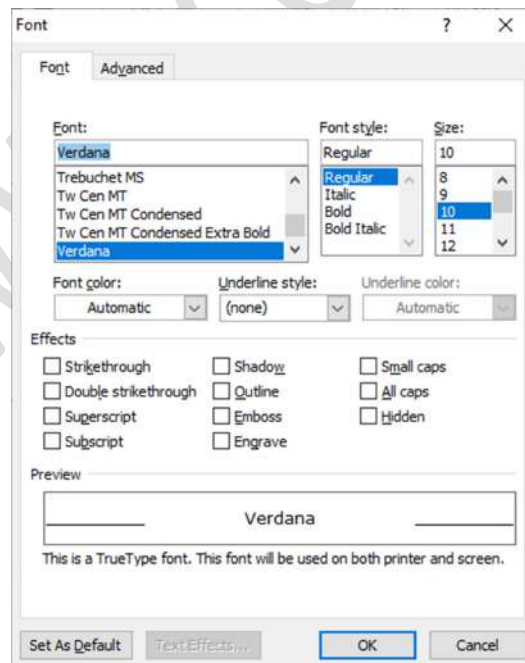 Font ? X
Font Advanced
Font: Font style: Size:
Verdana Regular 10
Trebuchet MS Regular 8
Tw Cen MT Italic 9
Tw Cen MT Condensed Bold 10
Tw Cen MT Condensed Extra Bold Bold Italic 11
Verdana 12
Font color: Underline style: Underline color:
Automatic (none) Automatic
Effects
Strikethrough Shadow Small caps
Double strikethrough Outline All caps
Superscript Emboss Hidden
Subscript Engrave
Preview
Verdana
This is a TrueType font. This font will be used on both printer and screen.
Set As Default Text Effects... OK Cancel